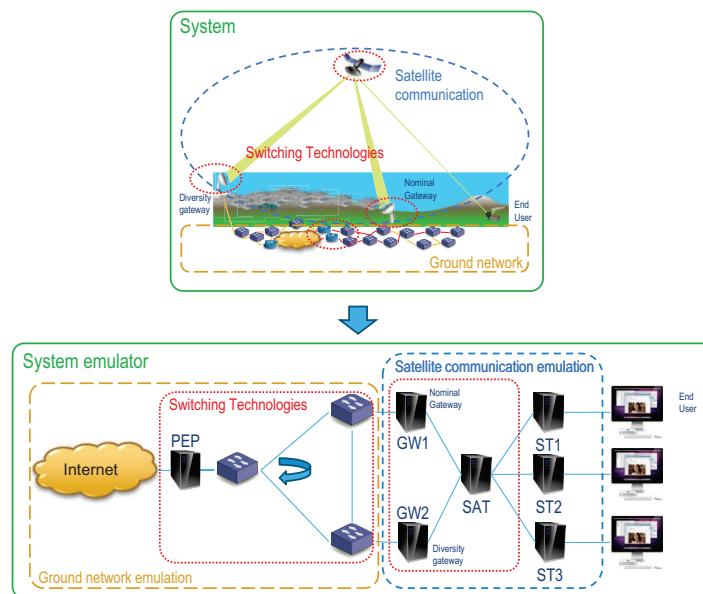 System
Satellite
communication
Switching Technologies
Diversity
gateway
Nominal
Gateway
End
User
Ground network
System emulator
Satellite communication emulation
Switching Technologies
Nominal
Gateway
End
User
PEP
Internet
GW1
ST1
GW2
SAT
ST2
Diversity
gateway
ST3
Ground network emulation